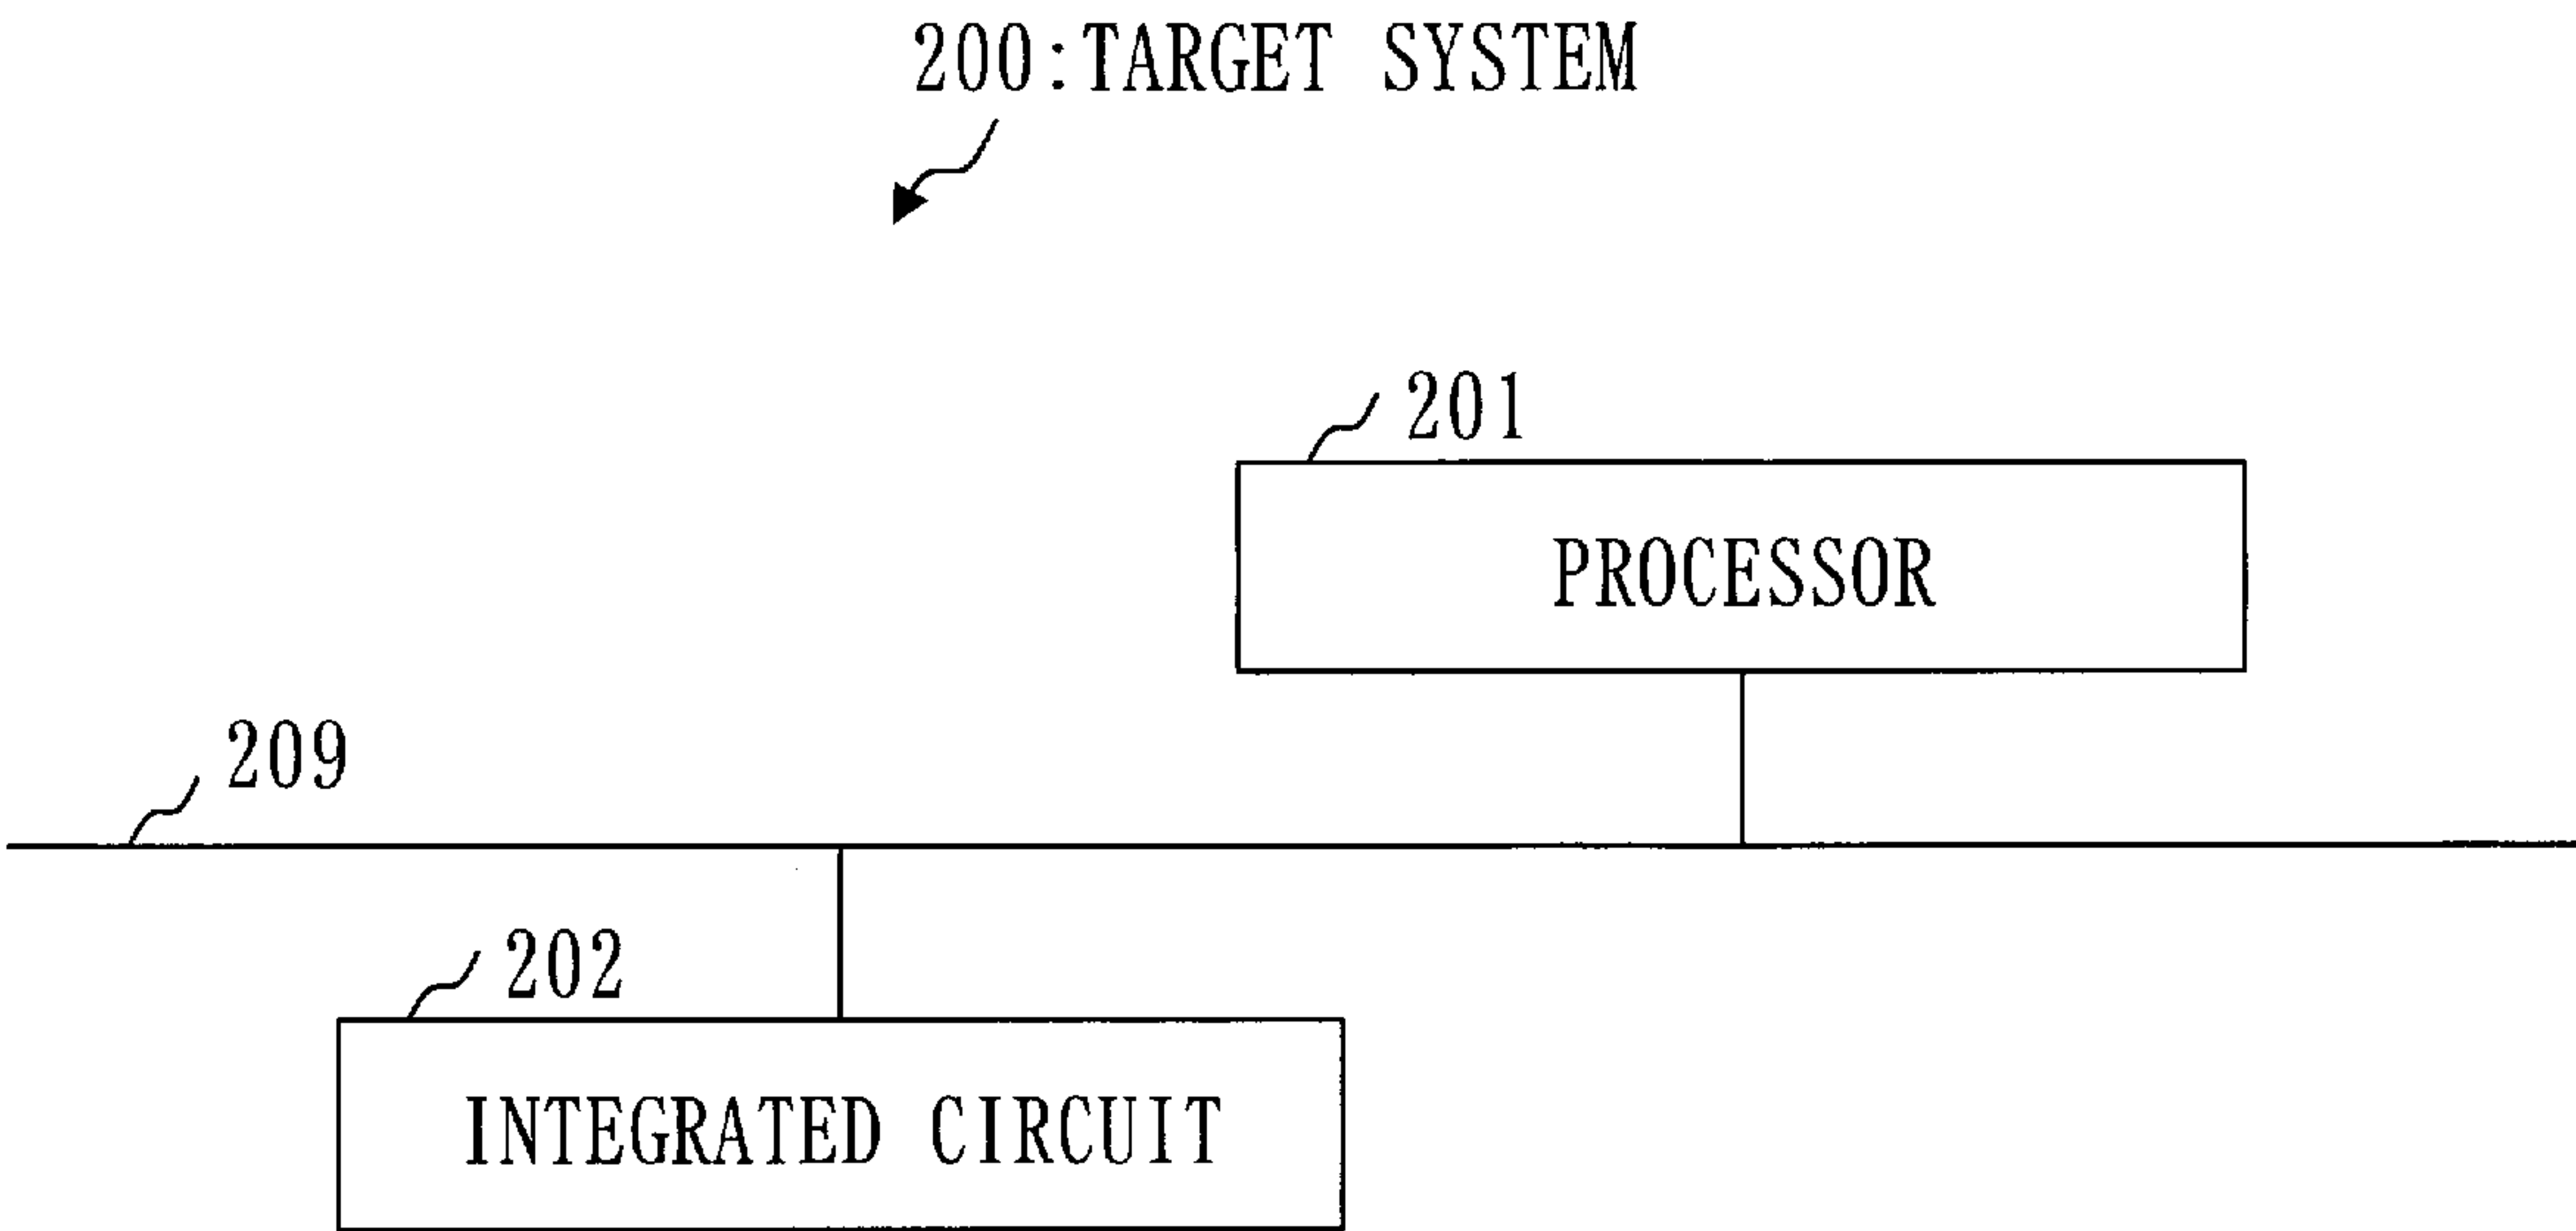 200:TARGET SYSTEM
201
PROCESSOR
209
202
INTEGRATED CIRCUIT